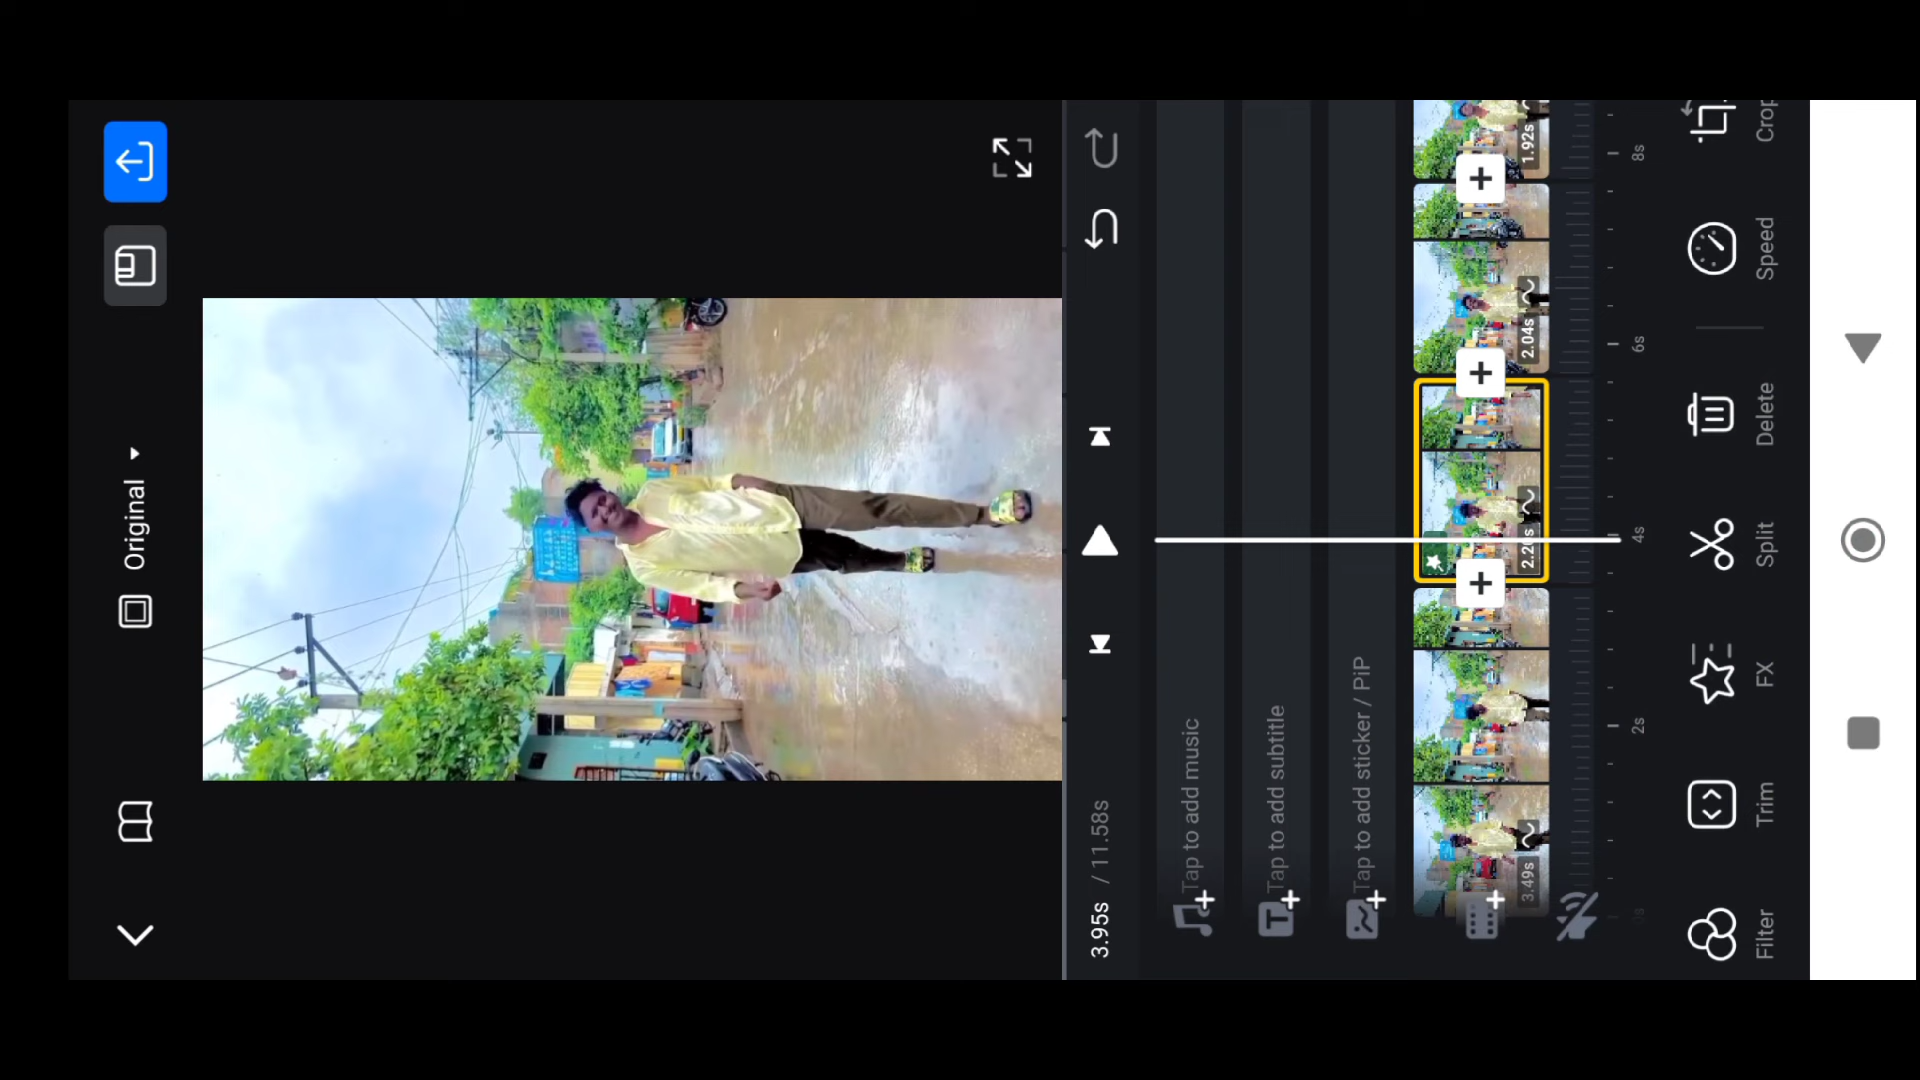 Original
3.95s / 11.58s
Tap to add music
Tap to add subtitle
Tap to add sticker / PiP
3.49s
2.04s
1.92s
2s
4s
6s
8s
Filter
Trim
FX
Split
Delete
Speed
Crop